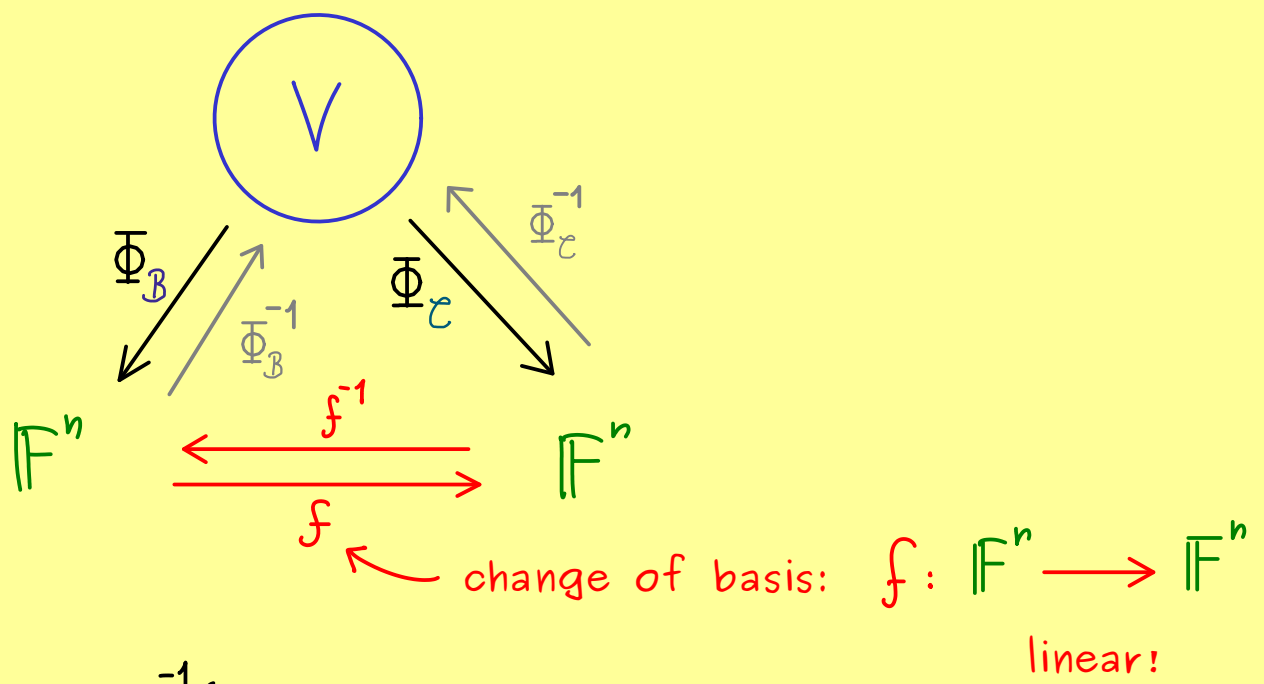 V
Φ_B
Φ_B^{-1}
Φ_C
Φ_C^{-1}
𝔽^n
f^{-1}
f
𝔽^n
change of basis: f: 𝔽^n ⟶ 𝔽^n
linear!